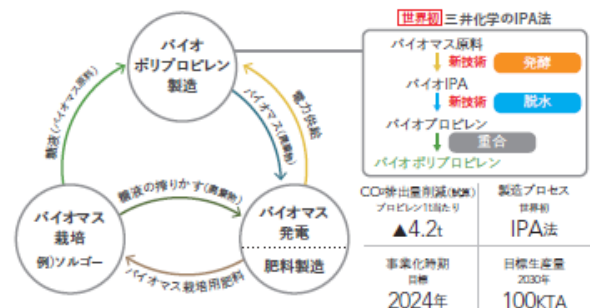 世界初 三井化学のIPA法
バイオ
ポリプロピレン
製造
バイオマス原料
新技術 発酵
バイオIPA
新技術 脱水
バイオプロピレン
重合
バイオポリプロピレン
糖液(バイオマス原料)
バイオマス(廃棄物)
電力供給
糖液の搾りかす(廃棄物)
バイオマス
栽培
例)ソルゴー
バイオマス
発電
肥料製造
バイオマス栽培用肥料
CO2排出量削減(試算)
プロピレン1t当たり
▲4.2t
製造プロセス
世界初
IPA法
事業化時期
目標
2024年
目標生産量
2030年
100KTA